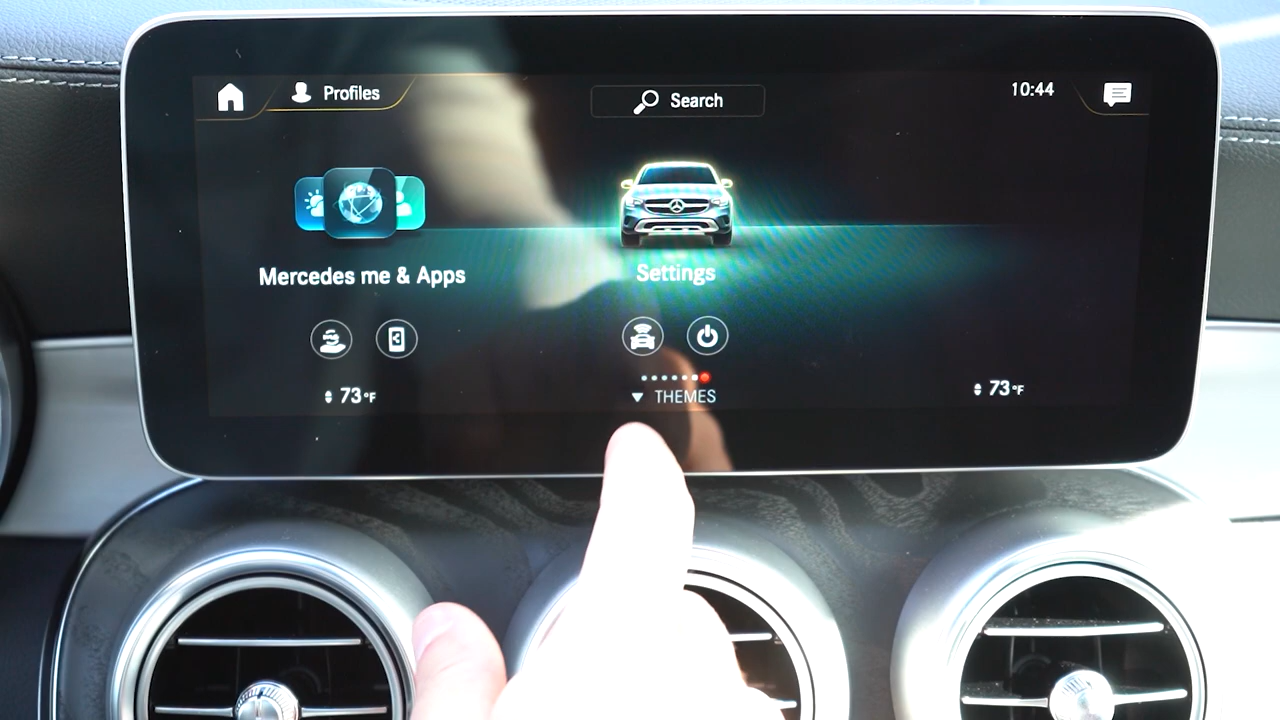 Profiles
Search
10:44
Mercedes me & Apps
Settings
73°F
THEMES
73°F